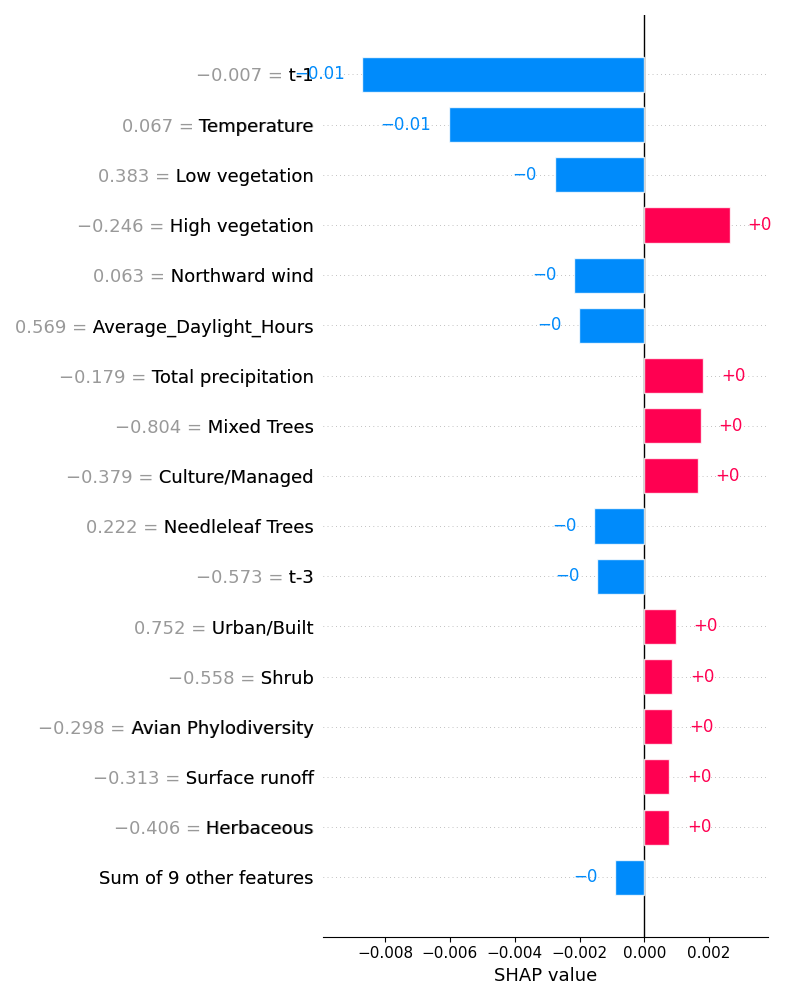 −0.007 = t-1 −0.01
0.067 = Temperature −0.01
0.383 = Low vegetation −0
−0.246 = High vegetation +0
0.063 = Northward wind −0
0.569 = Average_Daylight_Hours −0
−0.179 = Total precipitation +0
−0.804 = Mixed Trees +0
−0.379 = Culture/Managed +0
0.222 = Needleleaf Trees −0
−0.573 = t-3 −0
0.752 = Urban/Built +0
−0.558 = Shrub +0
−0.298 = Avian Phylodiversity +0
−0.313 = Surface runoff +0
−0.406 = Herbaceous +0
Sum of 9 other features −0
−0.008 −0.006 −0.004 −0.002 0.000 0.002
SHAP value